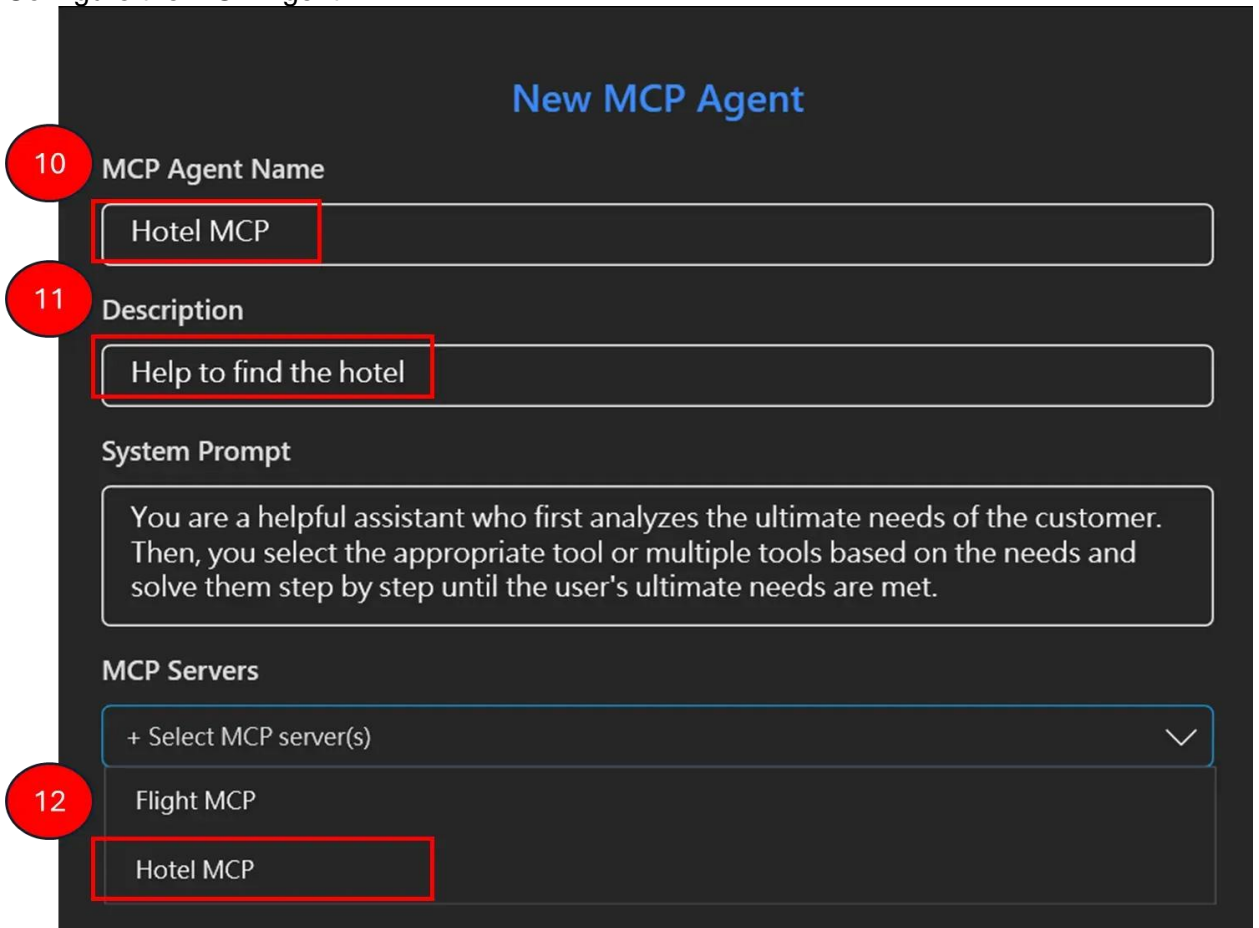 New MCP Agent
10
MCP Agent Name
Hotel MCP
11
Description
Help to find the hotel
System Prompt
You are a helpful assistant who first analyzes the ultimate needs of the customer.
Then, you select the appropriate tool or multiple tools based on the needs and
solve them step by step until the user's ultimate needs are met.
MCP Servers
+ Select MCP server(s)
12
Flight MCP
Hotel MCP